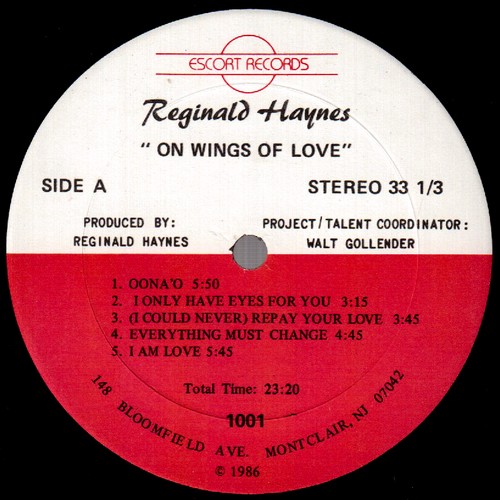 ESCORT RECORDS
Reginald Haynes
" ON WINGS OF LOVE"
SIDE A
STEREO 33 1/3
PRODUCED BY:
REGINALD HAYNES
PROJECT/TALENT COORDINATOR:
WALT GOLLENDER
1. OONA'O 5:50
2. I ONLY HAVE EYES FOR YOU 3:15
3. (I COULD NEVER) REPAY YOUR LOVE 3:45
4. EVERYTHING MUST CHANGE 4:45
5. I AM LOVE 5:45
Total Time: 23:20
1001
148 BLOOMFIELD AVE. MONTCLAIR, NJ 07042
© 1986